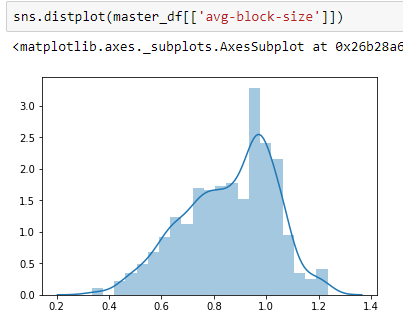 sns.distplot(master_df[['avg-block-size']])
<matplotlib.axes._subplots.AxesSubplot at 0x26b28a6
3.0
2.5
2.0
1.5
1.0
0.5
0.0
0.2 0.4 0.6 0.8 1.0 1.2 1.4